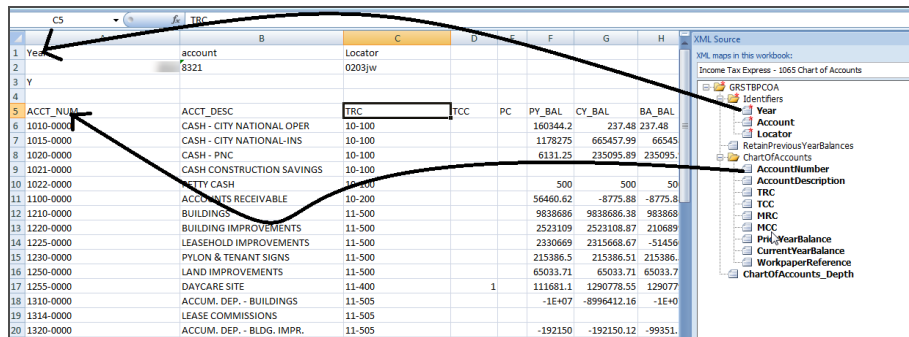 C5 fx TRC
A B C D E F G H
1 Year account Locator
2 8321 0203jw
3 Y
4
5 ACCT_NUM ACCT_DESC TRC TCC PC PY_BAL CY_BAL BA_BAL
6 1010-0000 CASH - CITY NATIONAL OPER 10-100 160344.2 237.48 237.48
7 1015-0000 CASH - CITY NATIONAL-INS 10-100 1178275 665457.99 66545
8 1020-0000 CASH - PNC 10-100 6131.25 235095.89 235095.
9 1021-0000 CASH CONSTRUCTION SAVINGS 10-100
10 1022-0000 PETTY CASH 10-100 500 500 50
11 1100-0000 ACCOUNTS RECEIVABLE 10-200 56460.62 -8775.88 -8775.8
12 1210-0000 BUILDINGS 11-500 9838686 9838686.38 983868
13 1220-0000 BUILDING IMPROVEMENTS 11-500 2523109 2523108.87 210689
14 1225-0000 LEASEHOLD IMPROVEMENTS 11-500 2330669 2315668.67 -51456
15 1230-0000 PYLON & TENANT SIGNS 11-500 215386.5 215386.51 215386.
16 1250-0000 LAND IMPROVEMENTS 11-500 65033.71 65033.71 65033.7
17 1255-0000 DAYCARE SITE 11-400 1 111681.1 1290778.55 129077
18 1310-0000 ACCUM. DEP. - BUILDINGS 11-505 -1E+07 -8996412.16 -1E+0
19 1314-0000 LEASE COMMISSIONS 11-505
20 1320-0000 ACCUM. DEP. - BLDG. IMPR. 11-505 -192150 -192150.12 -99351.
XML Source
XML maps in this workbook:
Income Tax Express - 1065 Chart of Accounts
GRSTBPCOA
Identifiers
Year
Account
Locator
RetainPreviousYearBalances
ChartOfAccounts
AccountNumber
AccountDescription
TRC
TCC
MRC
MCC
PriorYearBalance
CurrentYearBalance
WorkpaperReference
ChartOfAccounts_Depth